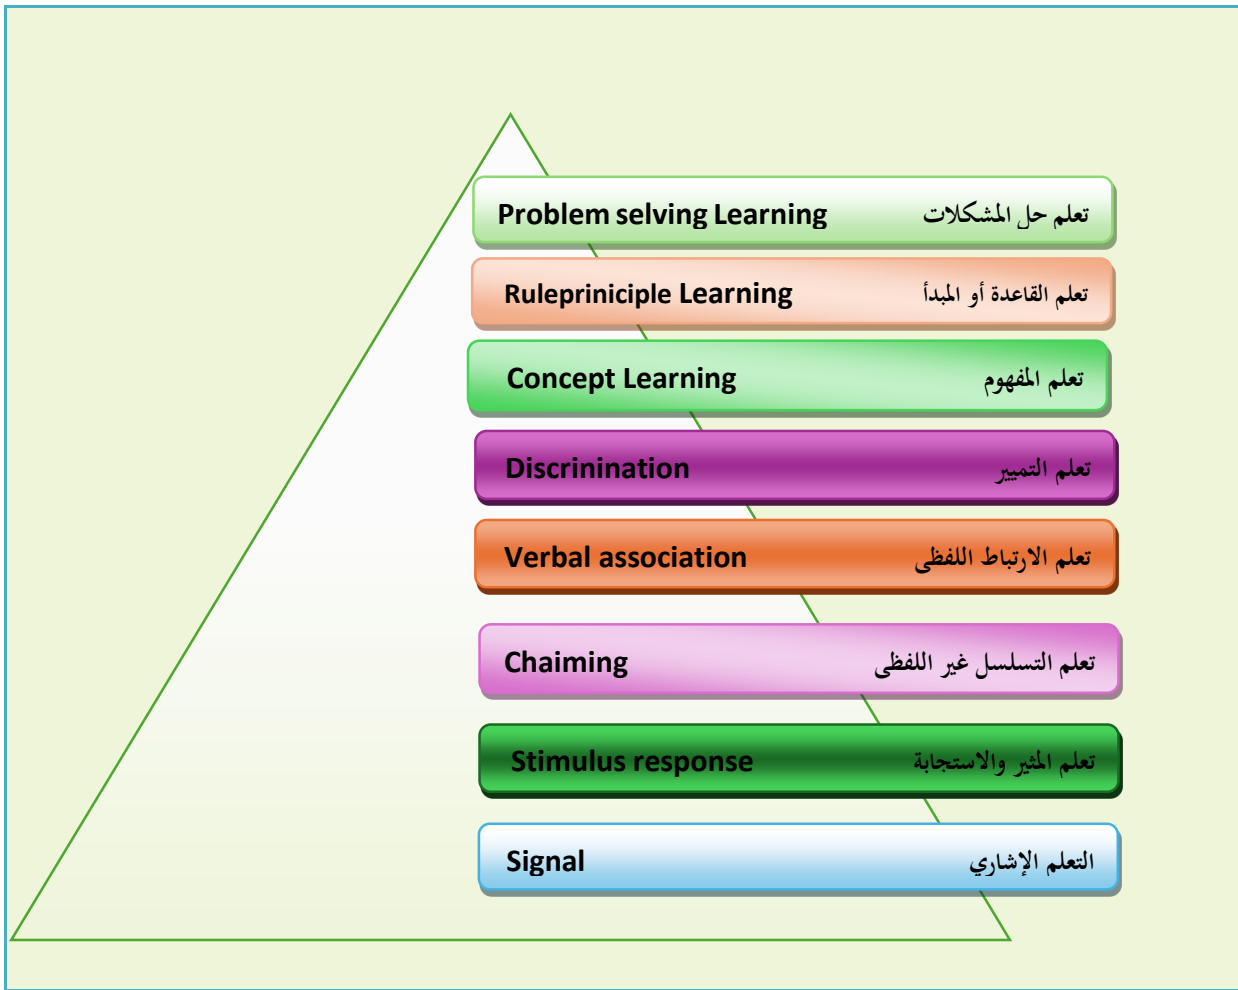 Problem selving Learning تعلم حل المشكلات
Rulepriniciple Learning تعلم القاعدة أو المبدأ
Concept Learning تعلم المفهوم
Discrinination تعلم التمييز
Verbal association تعلم الارتباط اللفظى
Chaiming تعلم التسلسل غير اللفظى
Stimulus response تعلم المثير والاستجابة
Signal التعلم الإشاري